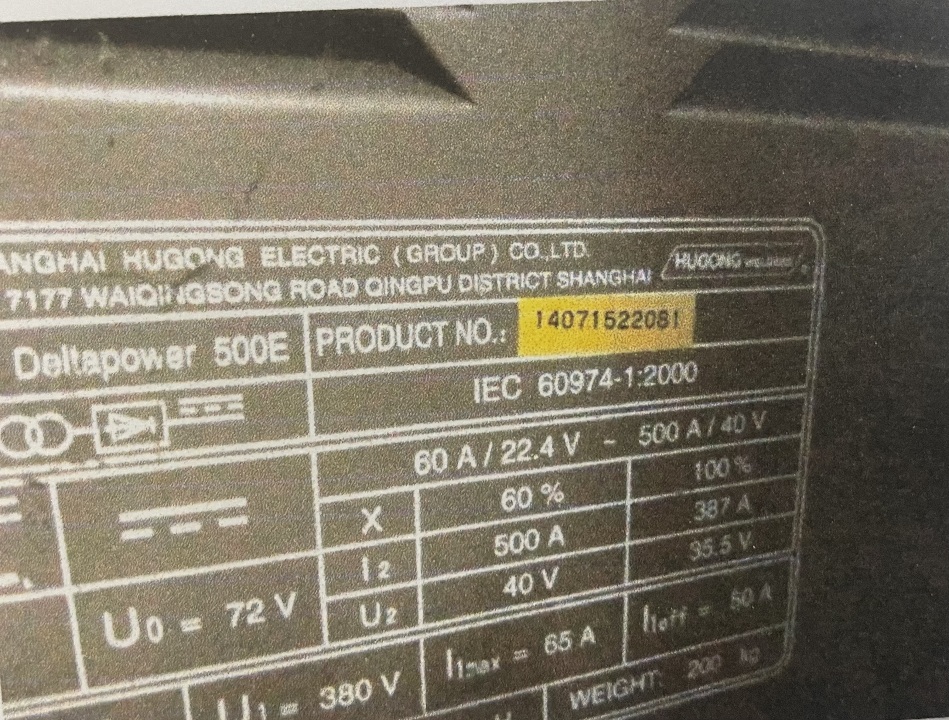 ANGHAI HUGONG ELECTRIC (GROUP) CO.,LTD.
HUGONG
7177 WAIQINGSONG ROAD QINGPU DISTRICT SHANGHAI
Deltapower 500E
PRODUCT NO.: 14071522081
IEC 60974-1:2000
60 A / 22.4 V ~ 500 A / 40 V
X 60 % 100 %
I2 500 A 387 A
U2 40 V 35.5 V
U0 = 72 V
U1 = 380 V
I1max = 65 A
I1eff = 50 A
WEIGHT: 200 kg